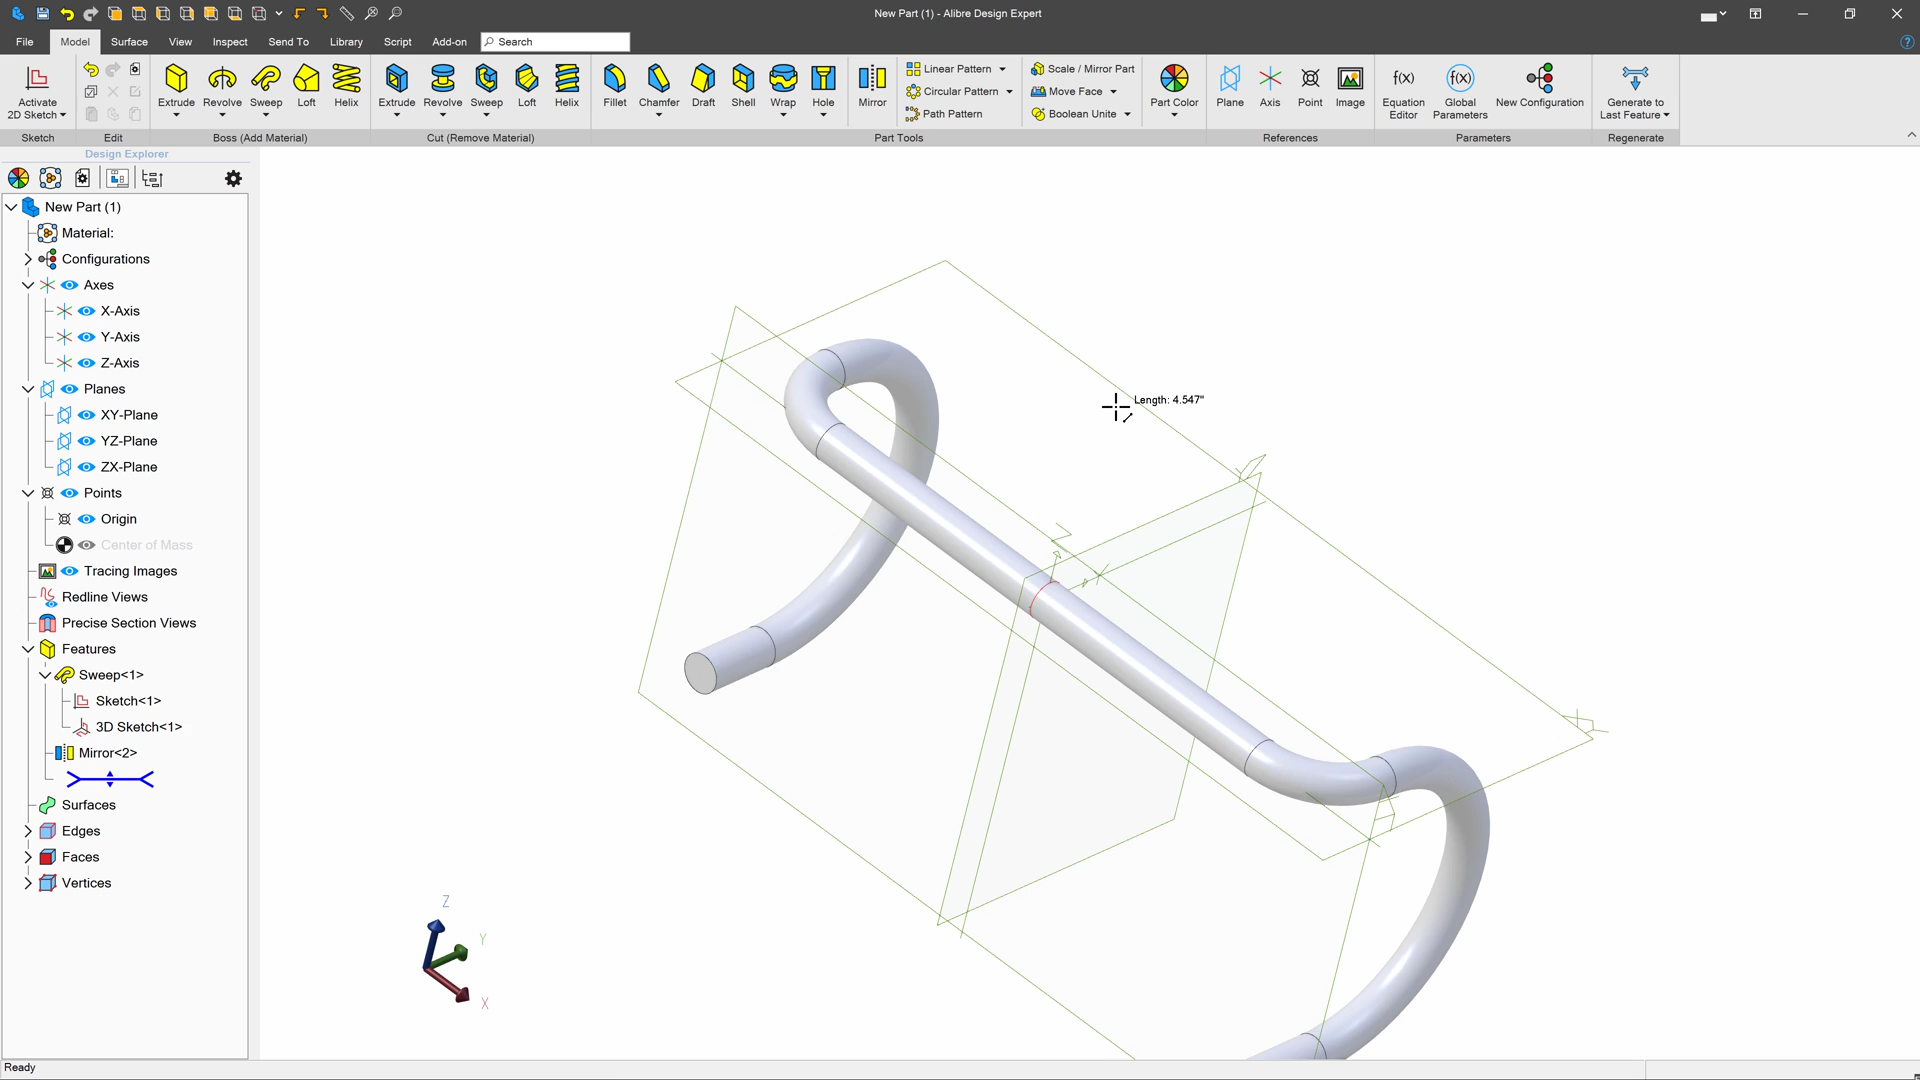 New Part (1) - Alibre Design Expert
File Model Surface View Inspect Send To Library Script Add-on Search
Activate 2D Sketch
Extrude Revolve Sweep Loft Helix
Extrude Revolve Sweep Loft Helix
Fillet Chamfer Draft Shell Wrap Hole
Mirror
Linear Pattern
Circular Pattern
Path Pattern
Scale / Mirror Part
Move Face
Boolean Unite
Part Color
Plane Axis Point Image
f(x) Equation Editor
f(x) Global Parameters
New Configuration
Generate to Last Feature
Sketch Edit Boss (Add Material) Cut (Remove Material) Part Tools References Parameters Regenerate
Design Explorer
New Part (1)
Material:
Configurations
Axes
X-Axis
Y-Axis
Z-Axis
Planes
XY-Plane
YZ-Plane
ZX-Plane
Points
Origin
Center of Mass
Tracing Images
Redline Views
Precise Section Views
Features
Sweep<1>
Sketch<1>
3D Sketch<1>
Mirror<2>
Surfaces
Edges
Faces
Vertices
Length: 4.547"
Z
Y
X
Ready